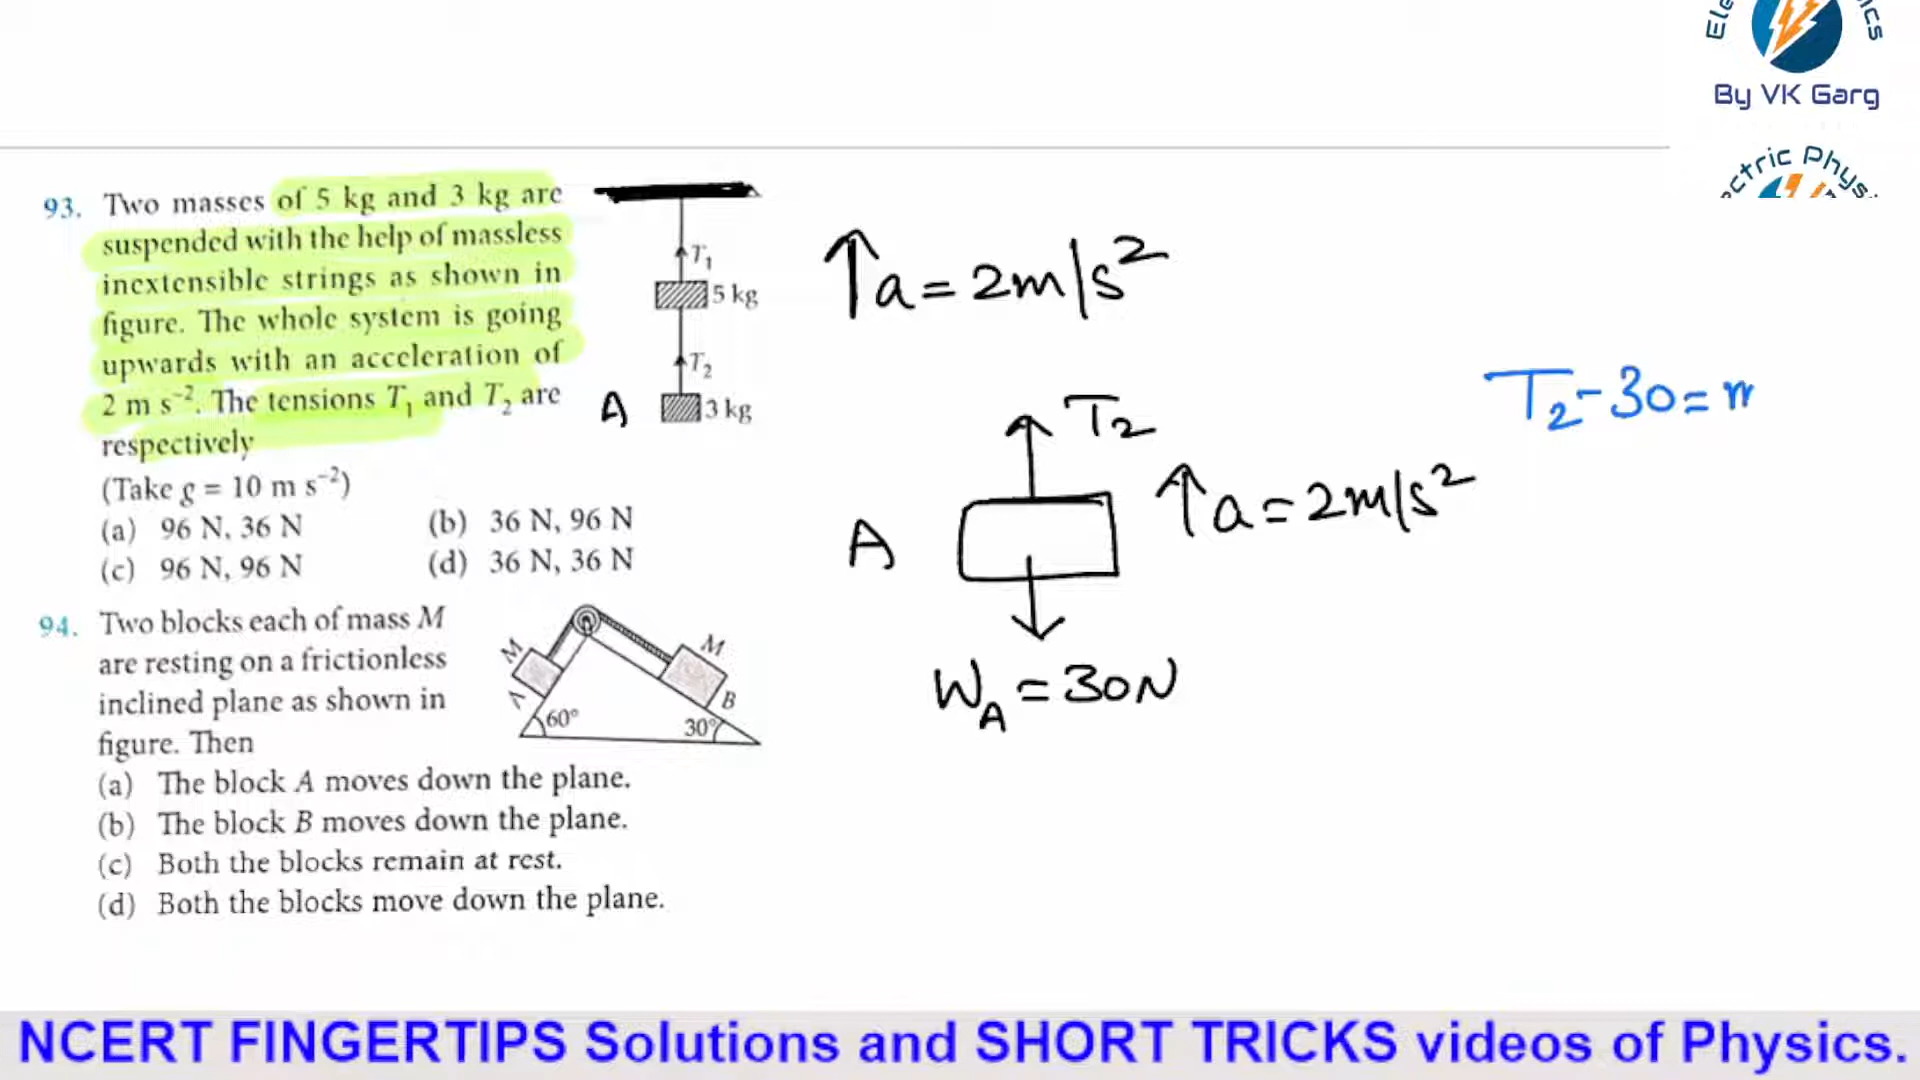 By VK Garg
ctric Phys
93. Two masses of 5 kg and 3 kg are
suspended with the help of massless
inextensible strings as shown in
figure. The whole system is going
upwards with an acceleration of
2 m s⁻². The tensions T₁ and T₂ are
respectively
(Take g = 10 m s⁻²)
(a) 96 N, 36 N (b) 36 N, 96 N
(c) 96 N, 96 N (d) 36 N, 36 N
T₁
5 kg
T₂
A 3 kg
↑a = 2m/s²
T₂
A ↑a = 2m/s²
W_A = 30N
T₂-30 = m
94. Two blocks each of mass M
are resting on a frictionless
inclined plane as shown in
figure. Then
(a) The block A moves down the plane.
(b) The block B moves down the plane.
(c) Both the blocks remain at rest.
(d) Both the blocks move down the plane.
M M
A B
60° 30°
NCERT FINGERTIPS Solutions and SHORT TRICKS videos of Physics.